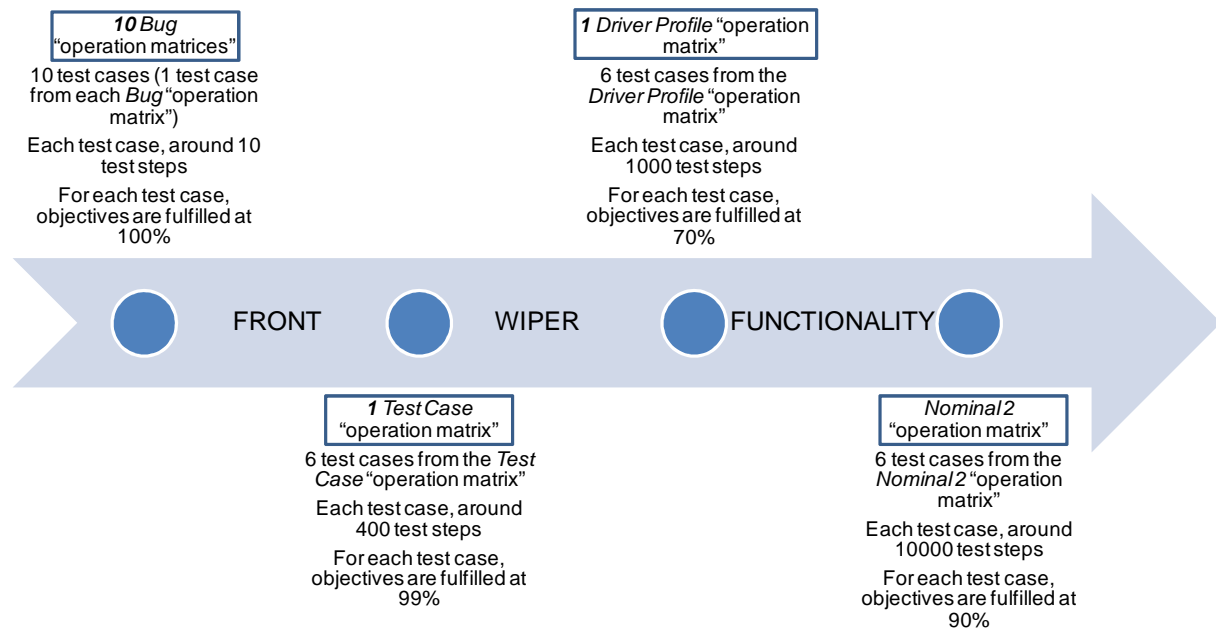 10 Bug
“operation matrices”
10 test cases (1 test case
from each Bug “operation
matrix”)
Each test case, around 10
test steps
For each test case,
objectives are fulfilled at
100%
1 Driver Profile “operation
matrix”
6 test cases from the
Driver Profile “operation
matrix”
Each test case, around
1000 test steps
For each test case,
objectives are fulfilled at
70%
FRONT
WIPER
FUNCTIONALITY
1 Test Case
“operation matrix”
6 test cases from the Test
Case “operation matrix”
Each test case, around
400 test steps
For each test case,
objectives are fulfilled at
99%
Nominal 2
“operation matrix”
6 test cases from the
Nominal 2 “operation
matrix”
Each test case, around
10000 test steps
For each test case,
objectives are fulfilled at
90%